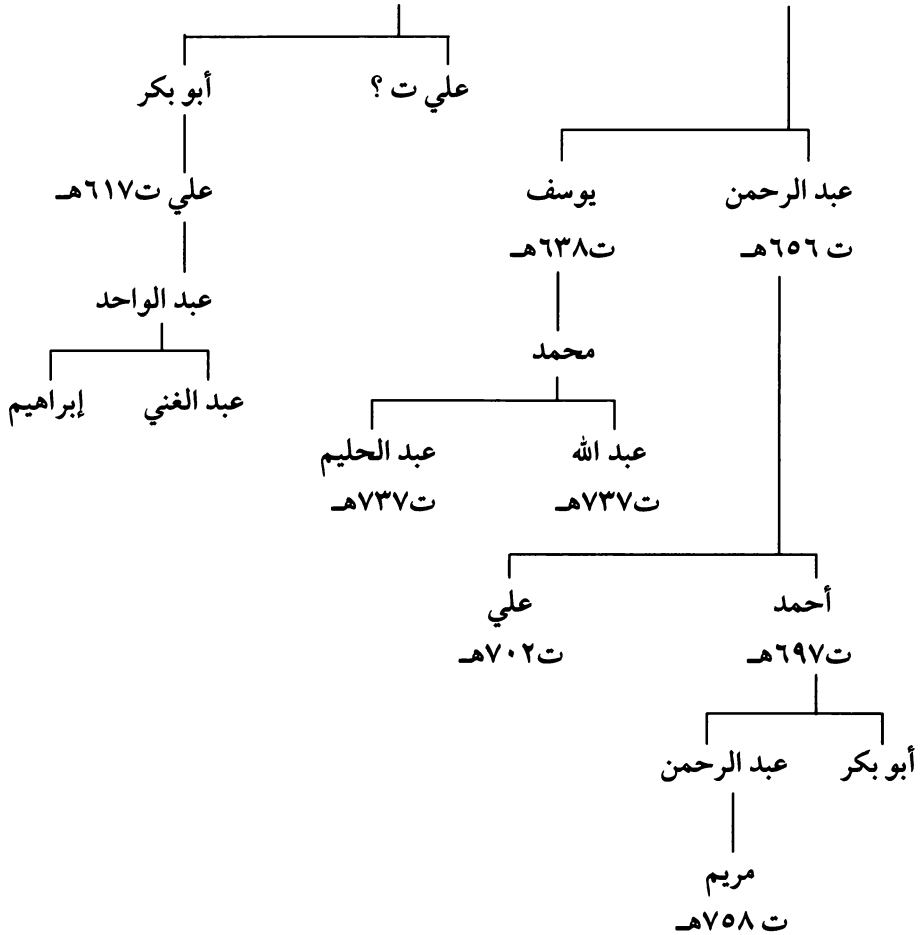 علي ت ؟
أبو بكر
عبد الرحمن
يوسف
علي ت٦١٧هـ
ت ٦٥٦هـ
ت٦٣٨هـ
عبد الواحد
محمد
عبد الغني
إبراهيم
عبد الله
عبد الحليم
ت٧٣٧هـ
ت٧٣٧هـ
أحمد
علي
ت٦٩٧هـ
ت٧٠٢هـ
أبو بكر
عبد الرحمن
مريم
ت ٧٥٨هـ